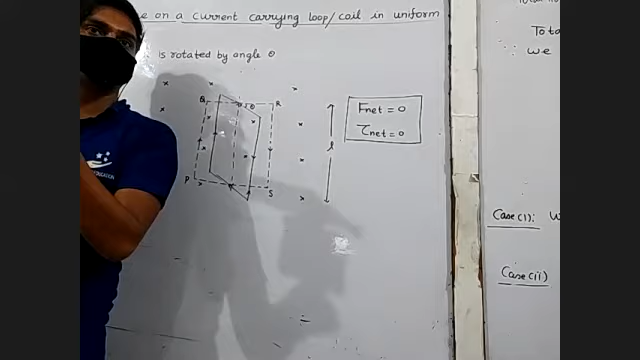 e on a current carrying loop/coil in uniform
is rotated by angle θ
Q
θ
R
Fnet = 0
τnet = 0
l
P
S
Tota
we
Case(i): W
Case(ii)